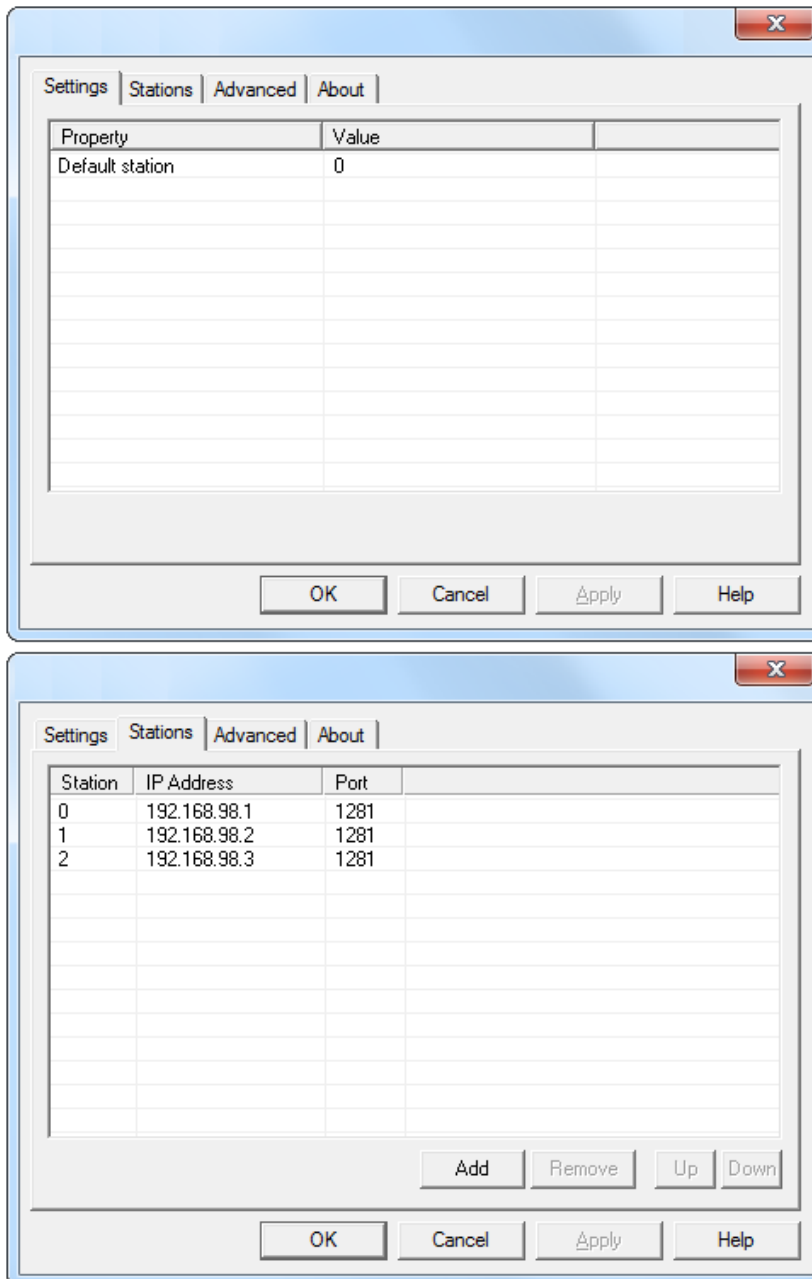 Settings Stations Advanced About
Property Value
Default station 0
OK Cancel Apply Help
Settings Stations Advanced About
Station IP Address Port
0 192.168.98.1 1281
1 192.168.98.2 1281
2 192.168.98.3 1281
Add Remove Up Down
OK Cancel Apply Help